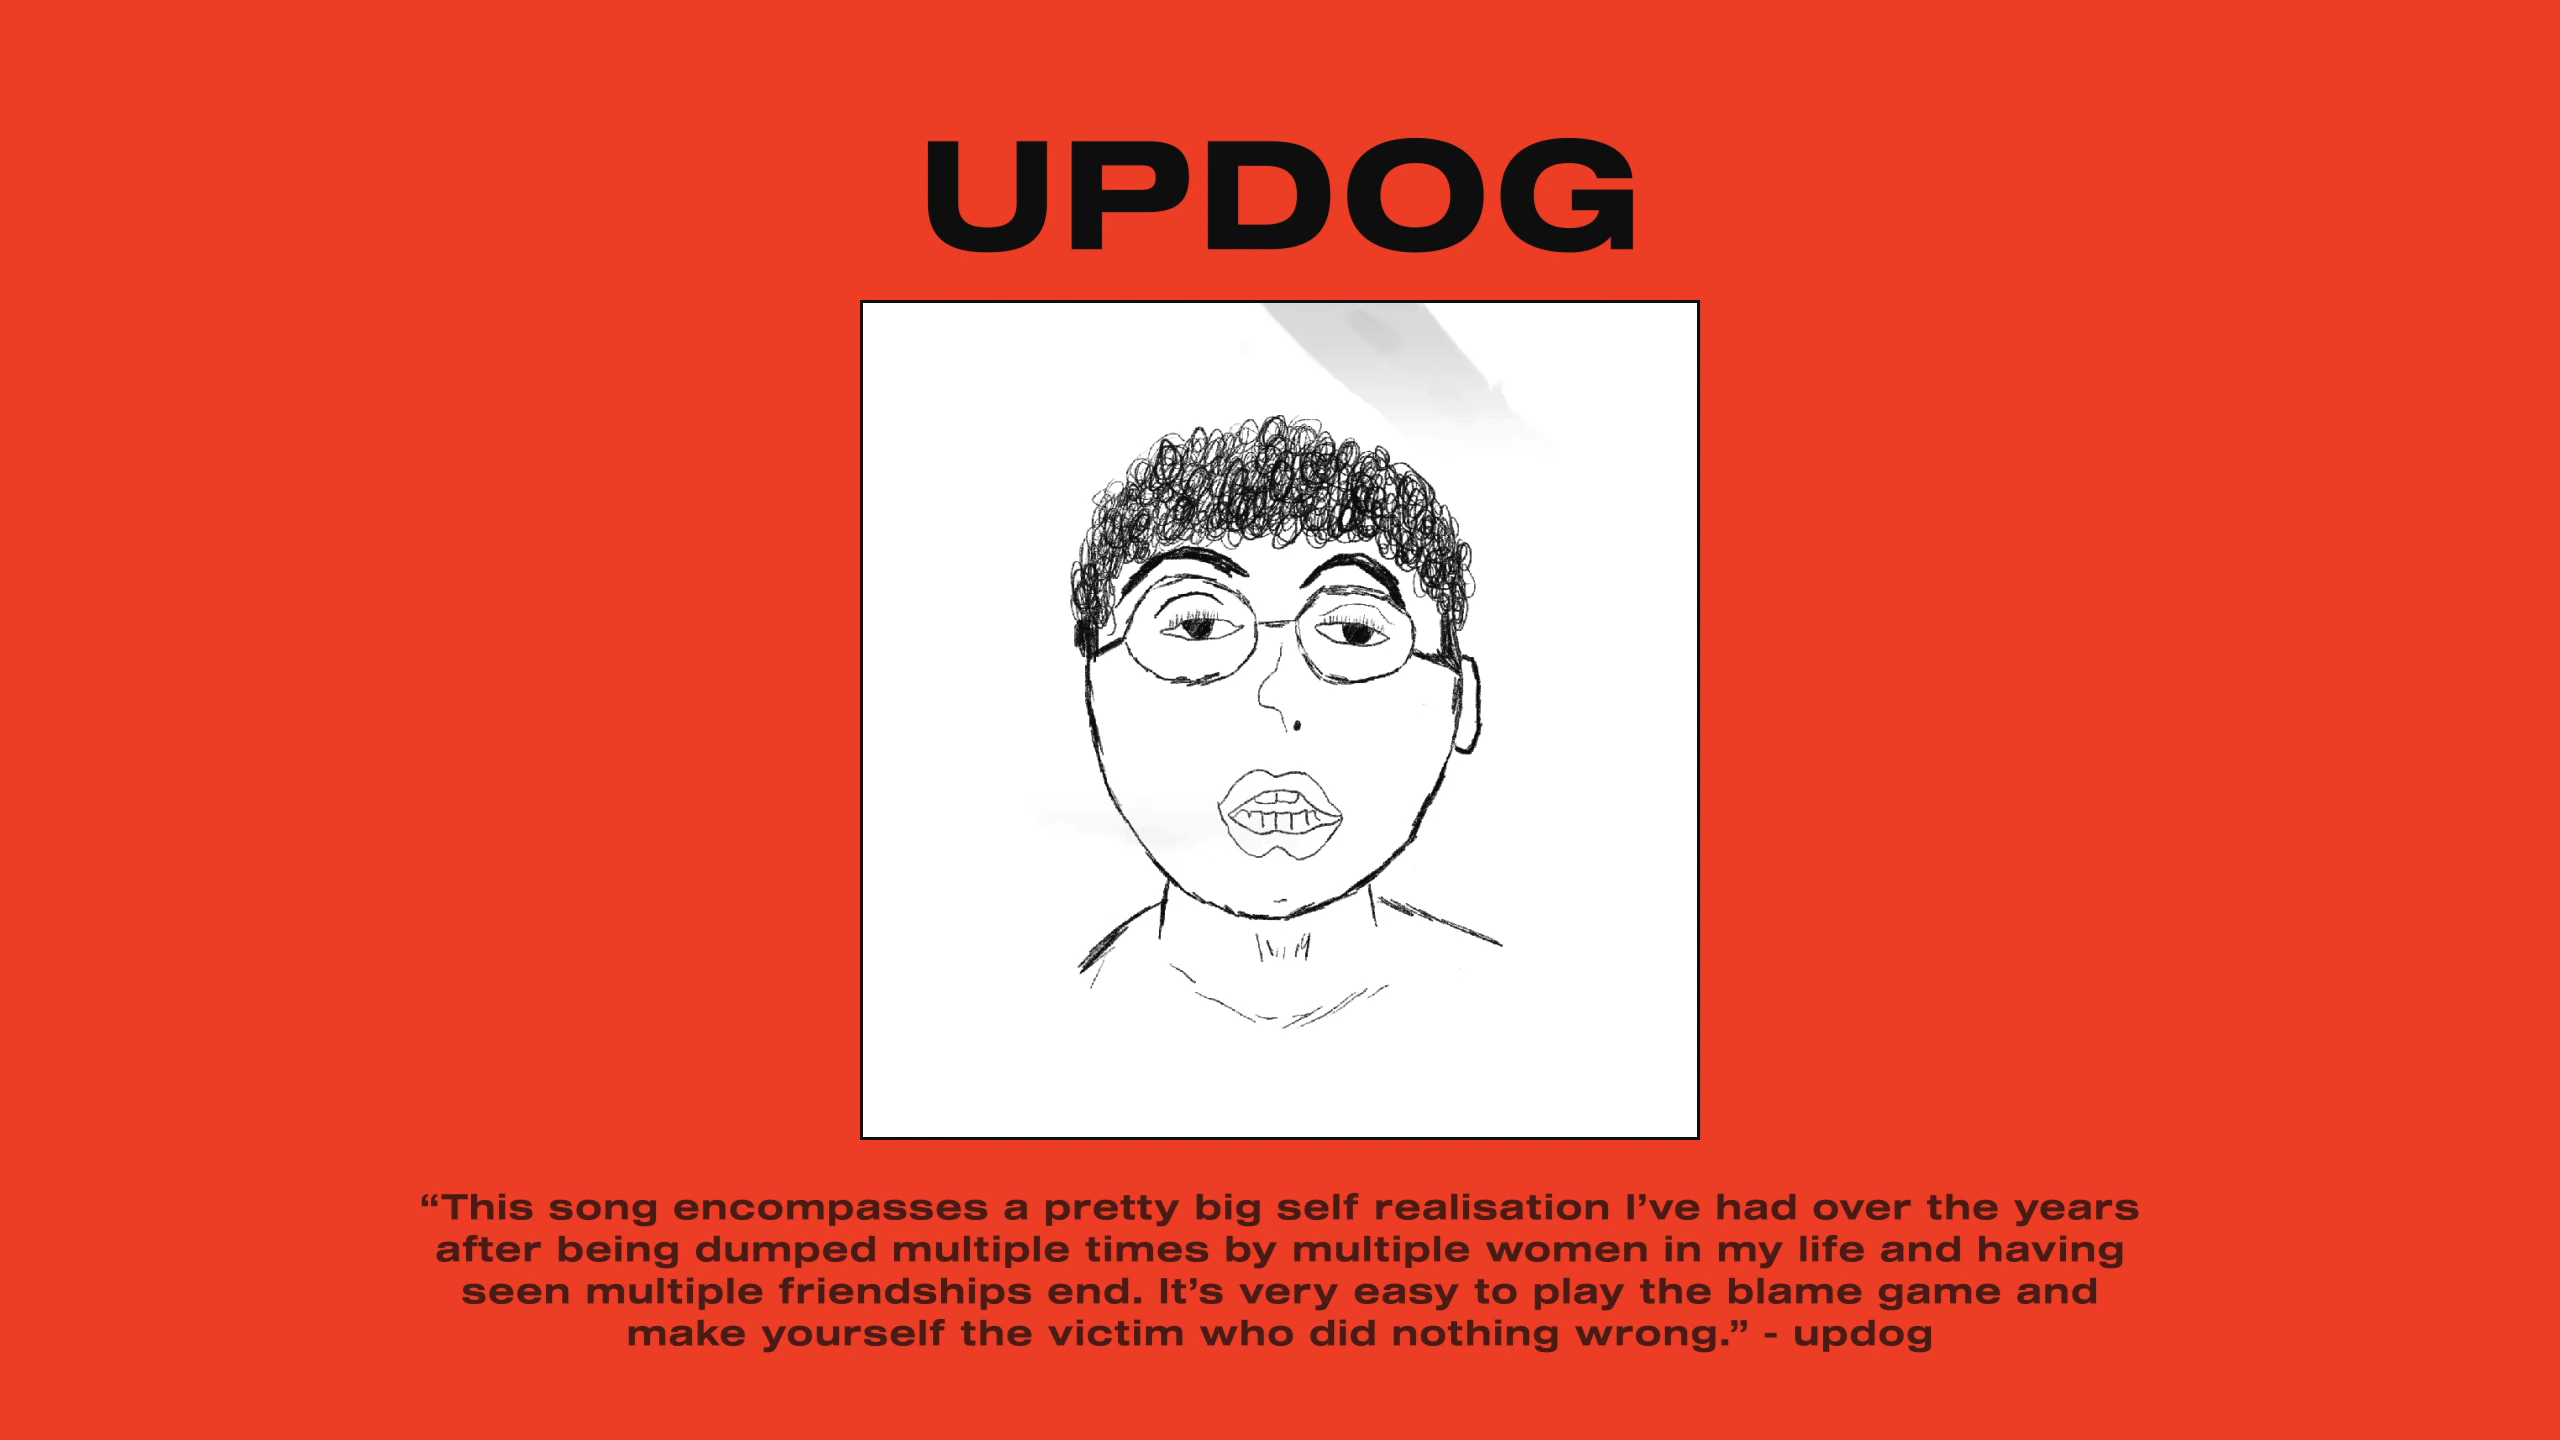 UPDOG
“This song encompasses a pretty big self realisation I’ve had over the years
after being dumped multiple times by multiple women in my life and having
seen multiple friendships end. It’s very easy to play the blame game and
make yourself the victim who did nothing wrong.” - updog